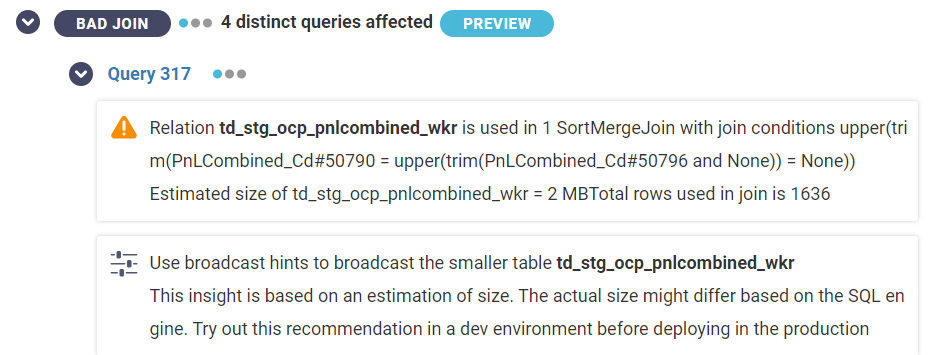 BAD JOIN 4 distinct queries affected PREVIEW
Query 317
Relation td_stg_ocp_pnlcombined_wkr is used in 1 SortMergeJoin with join conditions upper(tri
m(PnLCombined_Cd#50790 = upper(trim(PnLCombined_Cd#50796 and None)) = None))
Estimated size of td_stg_ocp_pnlcombined_wkr = 2 MBTotal rows used in join is 1636
Use broadcast hints to broadcast the smaller table td_stg_ocp_pnlcombined_wkr
This insight is based on an estimation of size. The actual size might differ based on the SQL en
gine. Try out this recommendation in a dev environment before deploying in the production